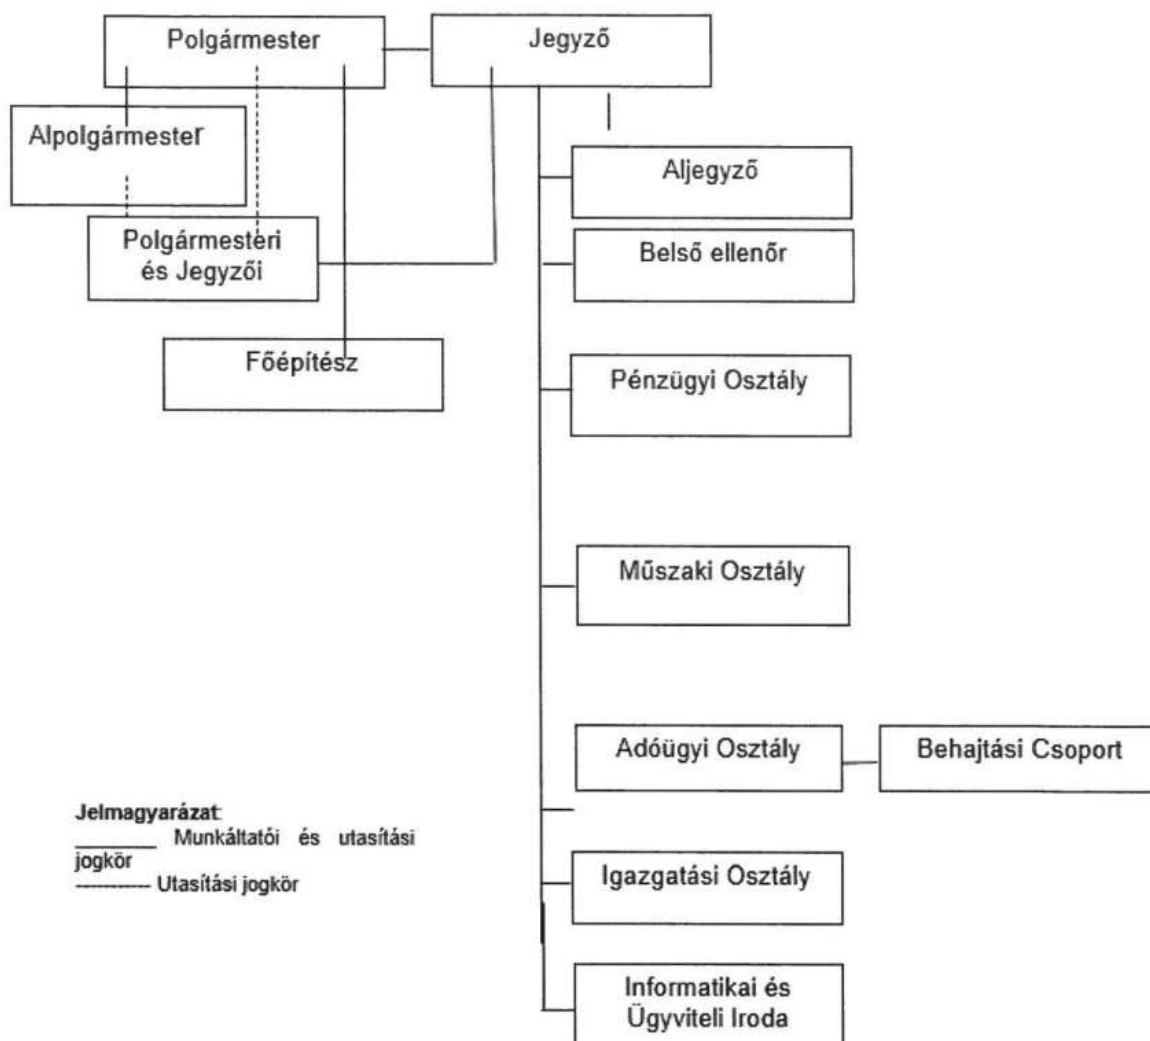 Polgármester
Jegyző
Alpolgármester
Aljegyző
Polgármesteri
és Jegyzői
Belső ellenőr
Főépítész
Pénzügyi Osztály
Műszaki Osztály
Adóügyi Osztály
Behajtási Csoport
Jelmagyarázat:
________ Munkáltatói és utasítási
jogkör
----------- Utasítási jogkör
Igazgatási Osztály
Informatikai és
Ügyviteli Iroda